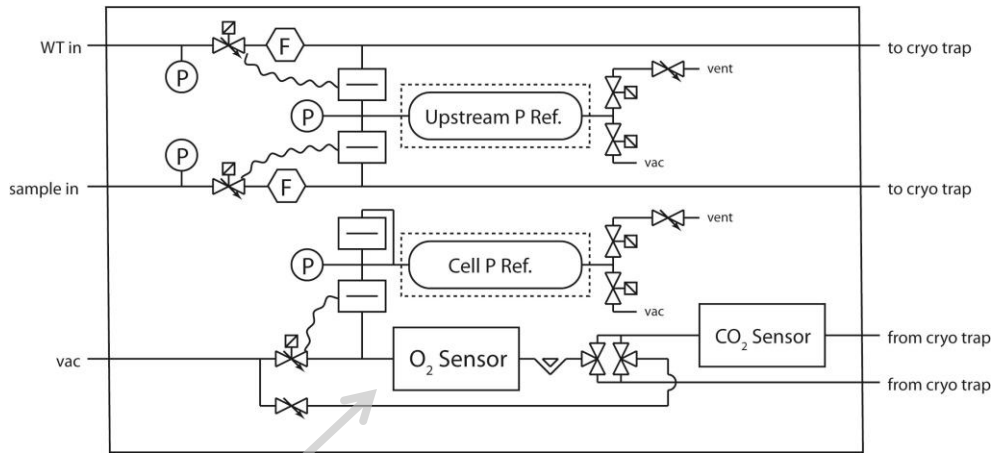 WT in
F
to cryo trap
P
vent
P
Upstream P Ref.
P
vac
sample in
F
to cryo trap
vent
P
Cell P Ref.
vac
CO₂ Sensor
from cryo trap
vac
O₂ Sensor
from cryo trap